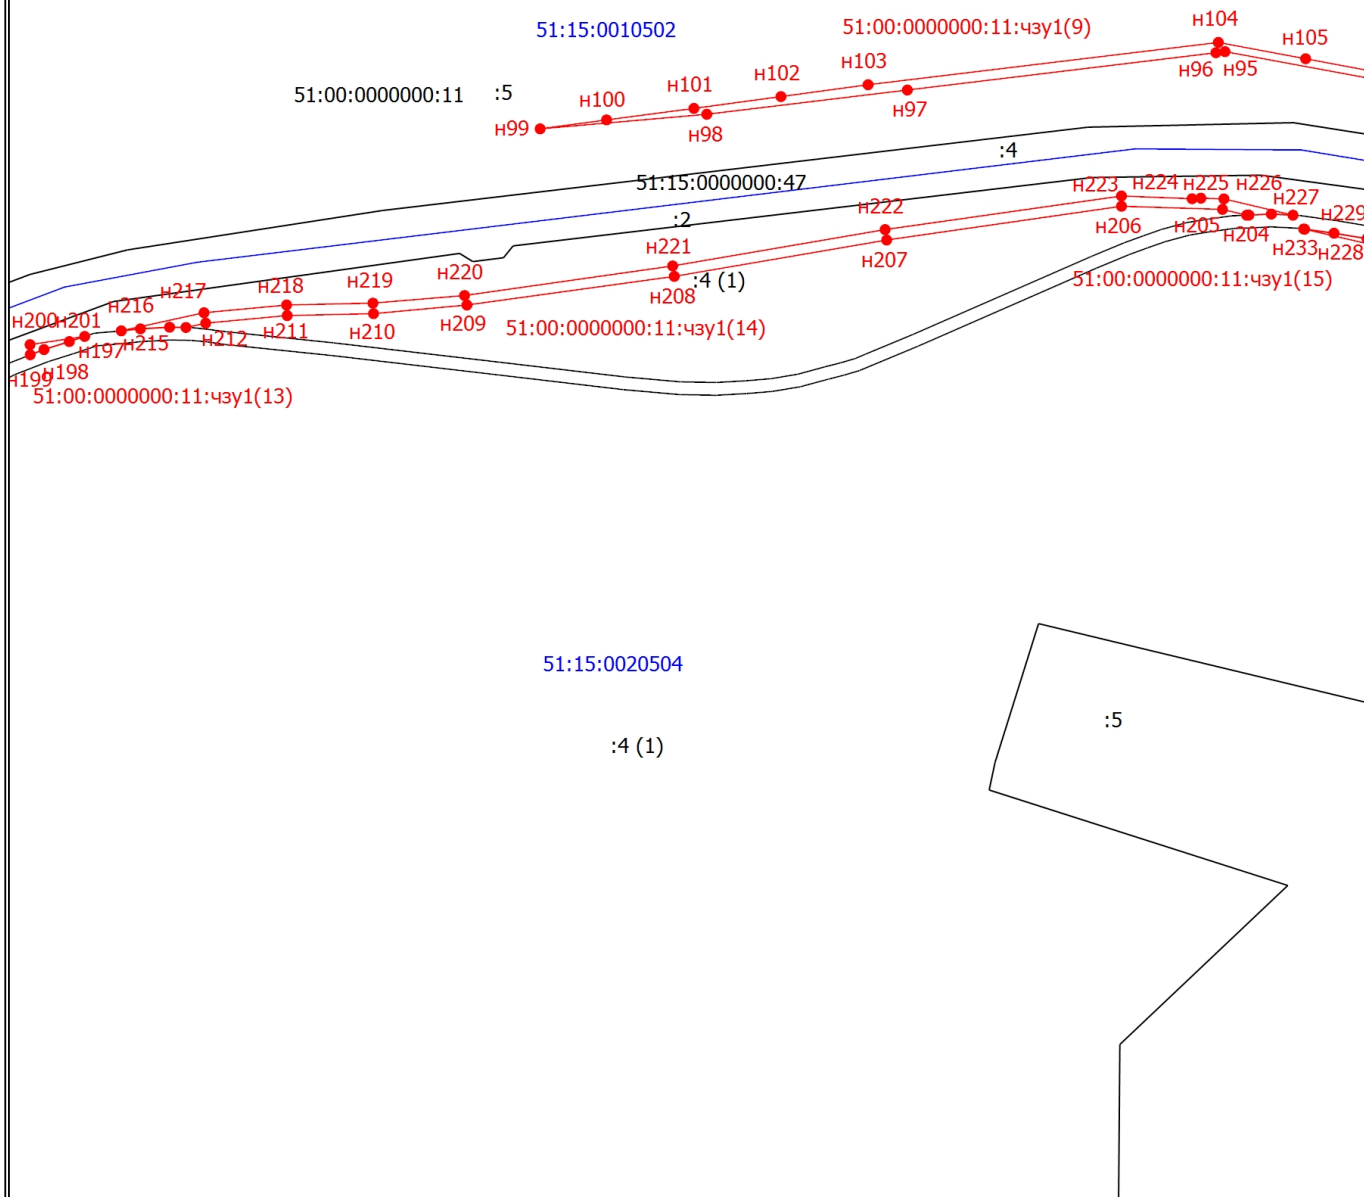 н104
51:00:0000000:11:чзу1(9)
51:15:0010502
н105
н103
н96
н95
н102
51:00:0000000:11
:5
н101
н100
н97
н99
н98
:4
51:15:0000000:47
н223
н224
н225
н226
н227
:2
н222
н229
н206
н205
н204
н221
н207
н233
н228
н220
:4 (1)
51:00:0000000:11:чзу1(15)
н219
н218
н217
н208
н216
н200
н201
н209
51:00:0000000:11:чзу1(14)
н211
н210
н212
н215
н197
н198
н199
51:00:0000000:11:чзу1(13)
51:15:0020504
:5
:4 (1)